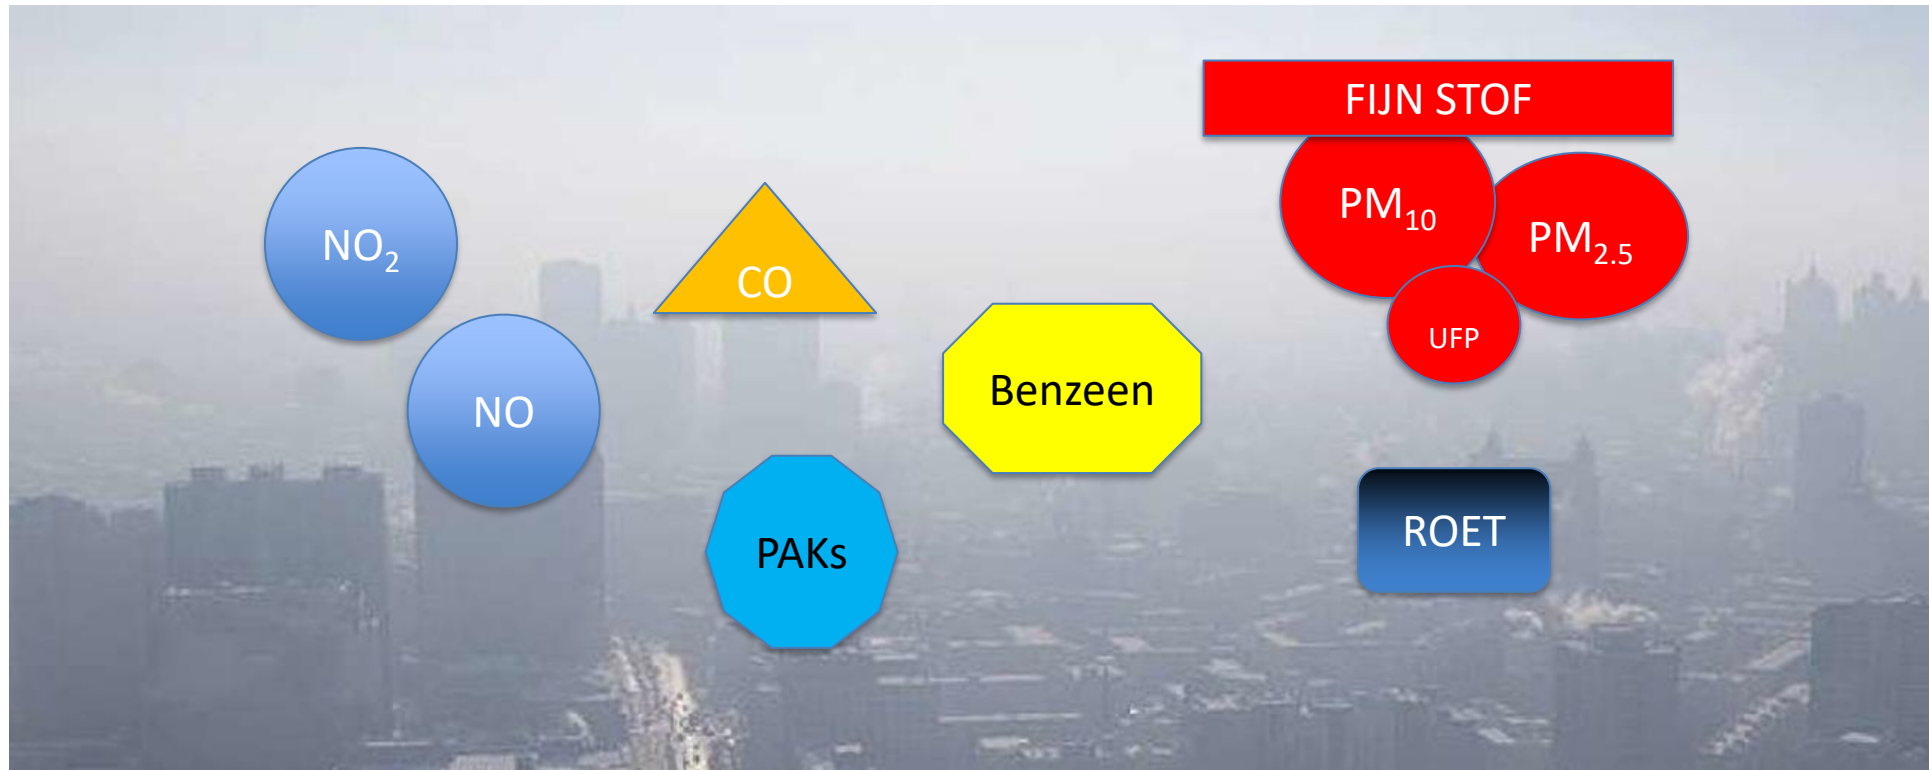 FIJN STOF
NO₂
PM₁₀
PM₂.₅
CO
UFP
NO
Benzeen
PAKs
ROET